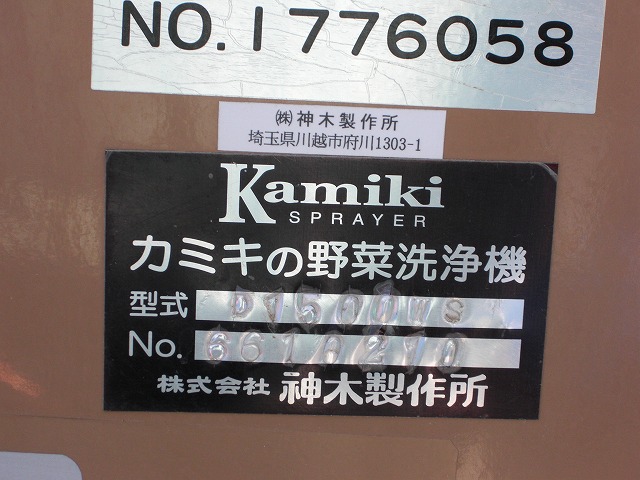 NO.1776058
㈱神木製作所
埼玉県川越市府川1303-1
Kamiki
SPRAYER
カミキの野菜洗浄機
型式
No.
株式会社 神木製作所